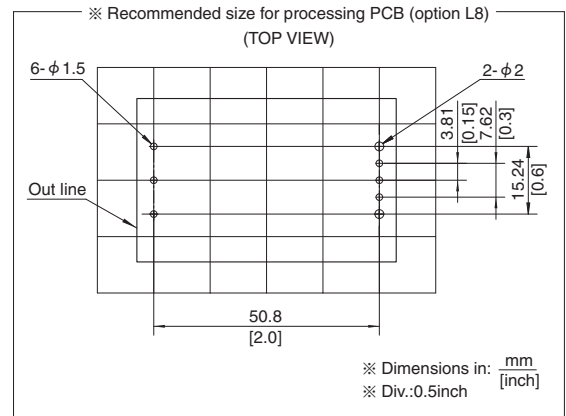 ※ Recommended size for processing PCB (option L8)
(TOP VIEW)
6-φ1.5
2-φ2
3.81
[0.15]
7.62
[0.3]
15.24
[0.6]
Out line
50.8
[2.0]
※ Dimensions in: mm
[inch]
※ Div.:0.5inch